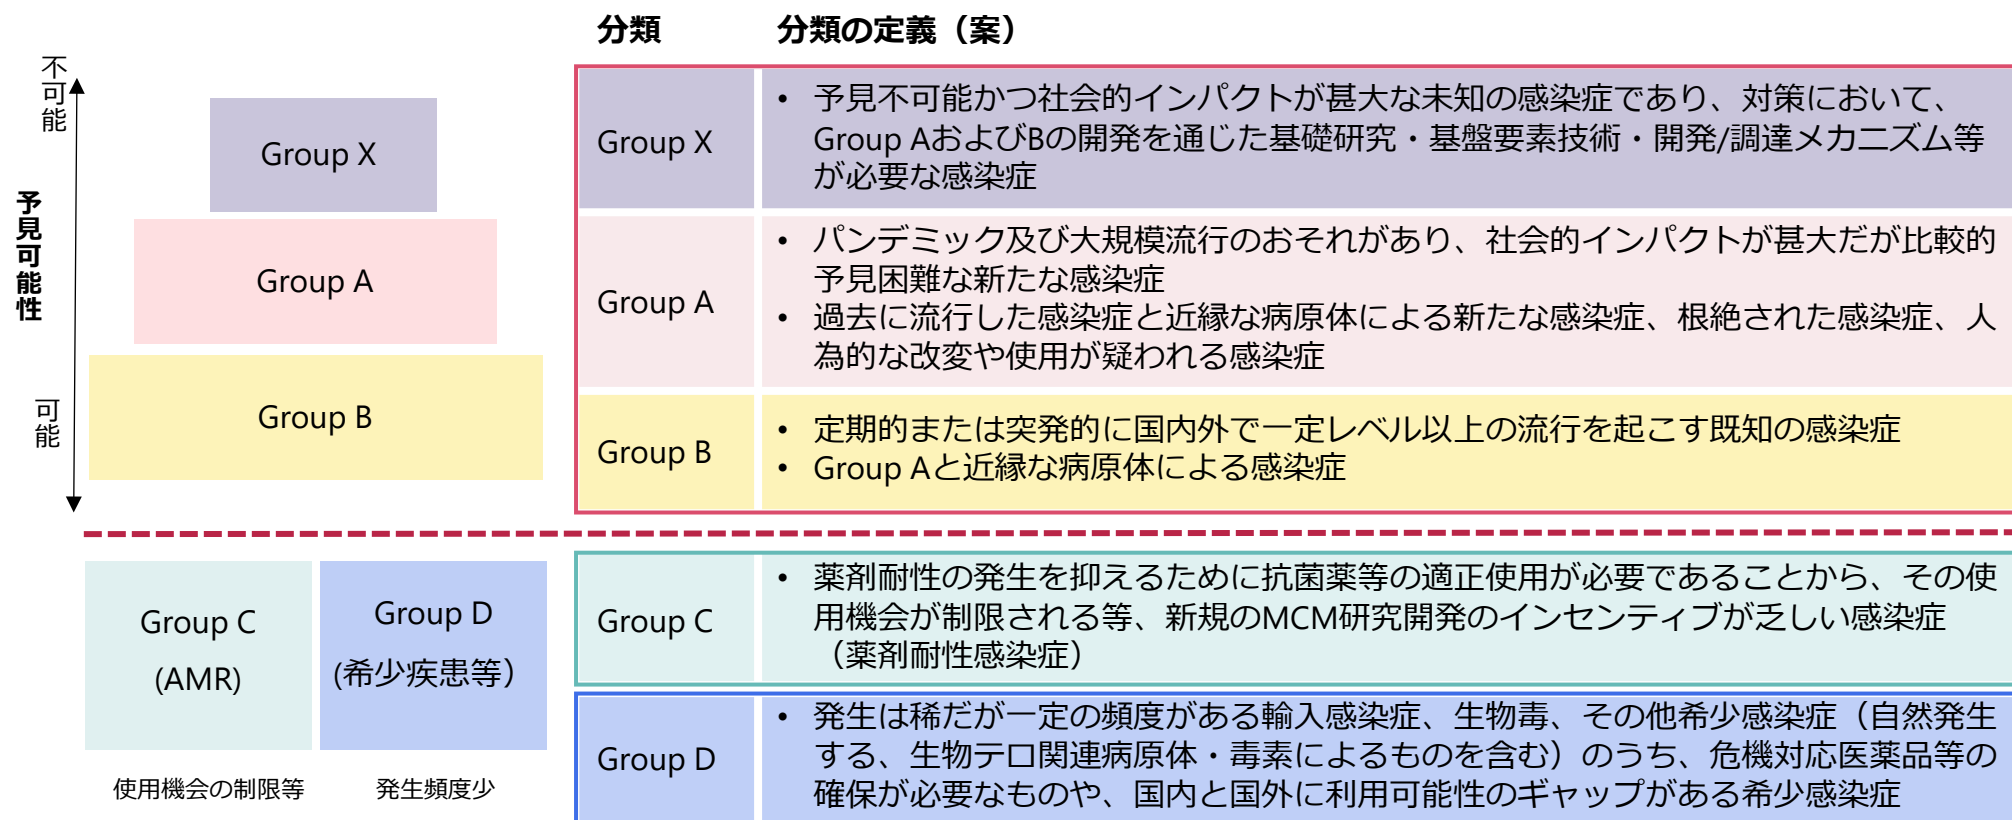 分類
分類の定義（案）
不可能
予見可能性
可能
Group X
Group A
Group B
Group X
• 予見不可能かつ社会的インパクトが甚大な未知の感染症であり、対策において、
Group AおよびBの開発を通じた基礎研究・基盤要素技術・開発/調達メカニズム等
が必要な感染症
Group A
• パンデミック及び大規模流行のおそれがあり、社会的インパクトが甚大だが比較的
予見困難な新たな感染症
• 過去に流行した感染症と近縁な病原体による新たな感染症、根絶された感染症、人
為的な改変や使用が疑われる感染症
Group B
• 定期的または突発的に国内外で一定レベル以上の流行を起こす既知の感染症
• Group Aと近縁な病原体による感染症
Group C
(AMR)
使用機会の制限等
Group D
(希少疾患等）
発生頻度少
Group C
• 薬剤耐性の発生を抑えるために抗菌薬等の適正使用が必要であることから、その使
用機会が制限される等、新規のMCM研究開発のインセンティブが乏しい感染症
（薬剤耐性感染症）
Group D
• 発生は稀だが一定の頻度がある輸入感染症、生物毒、その他希少感染症（自然発生
する、生物テロ関連病原体・毒素によるものを含む）のうち、危機対応医薬品等の
確保が必要なものや、国内と国外に利用可能性のギャップがある希少感染症